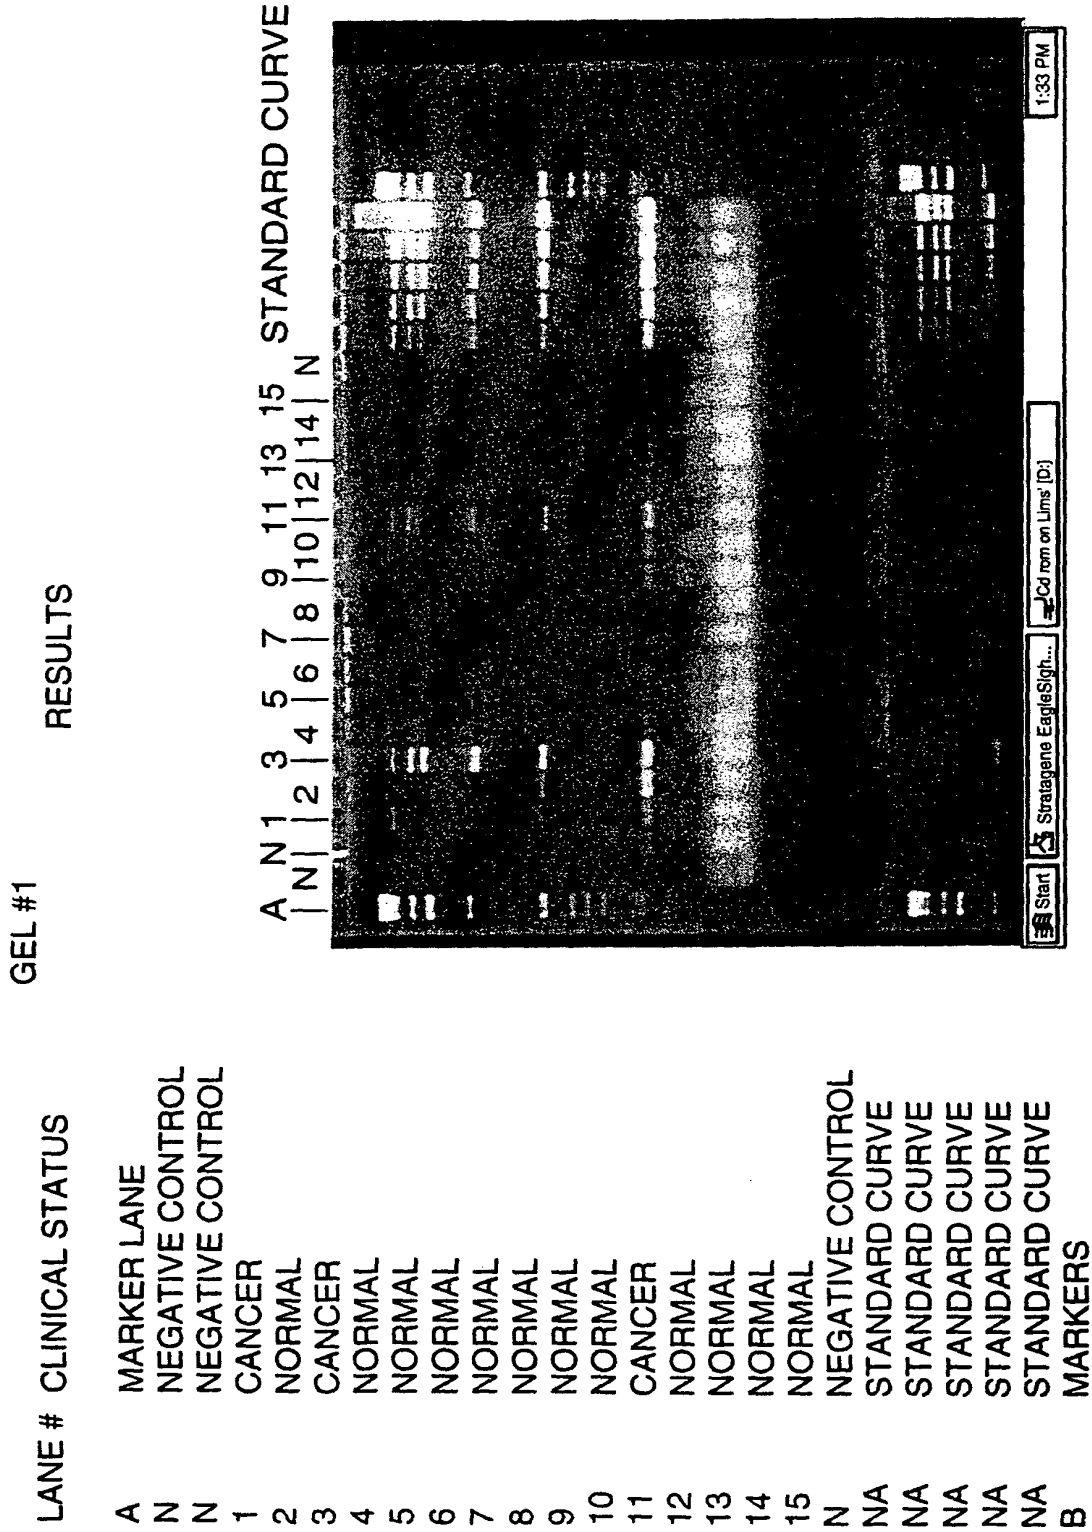 GEL #1
RESULTS
LANE # CLINICAL STATUS
A MARKER LANE
N NEGATIVE CONTROL
N NEGATIVE CONTROL
1 CANCER
2 NORMAL
3 CANCER
4 NORMAL
5 NORMAL
6 NORMAL
7 NORMAL
8 NORMAL
9 NORMAL
10 NORMAL
11 CANCER
12 NORMAL
13 NORMAL
14 NORMAL
15 NORMAL
N NEGATIVE CONTROL
NA STANDARD CURVE
NA STANDARD CURVE
NA STANDARD CURVE
NA STANDARD CURVE
NA STANDARD CURVE
B MARKERS
A N 1 3 5 7 9 11 13 15 STANDARD CURVE
N 2 4 6 8 10 12 14 N
Start Stratagene EagleSigh... Cd rom on Lims' [D:] 1:33 PM